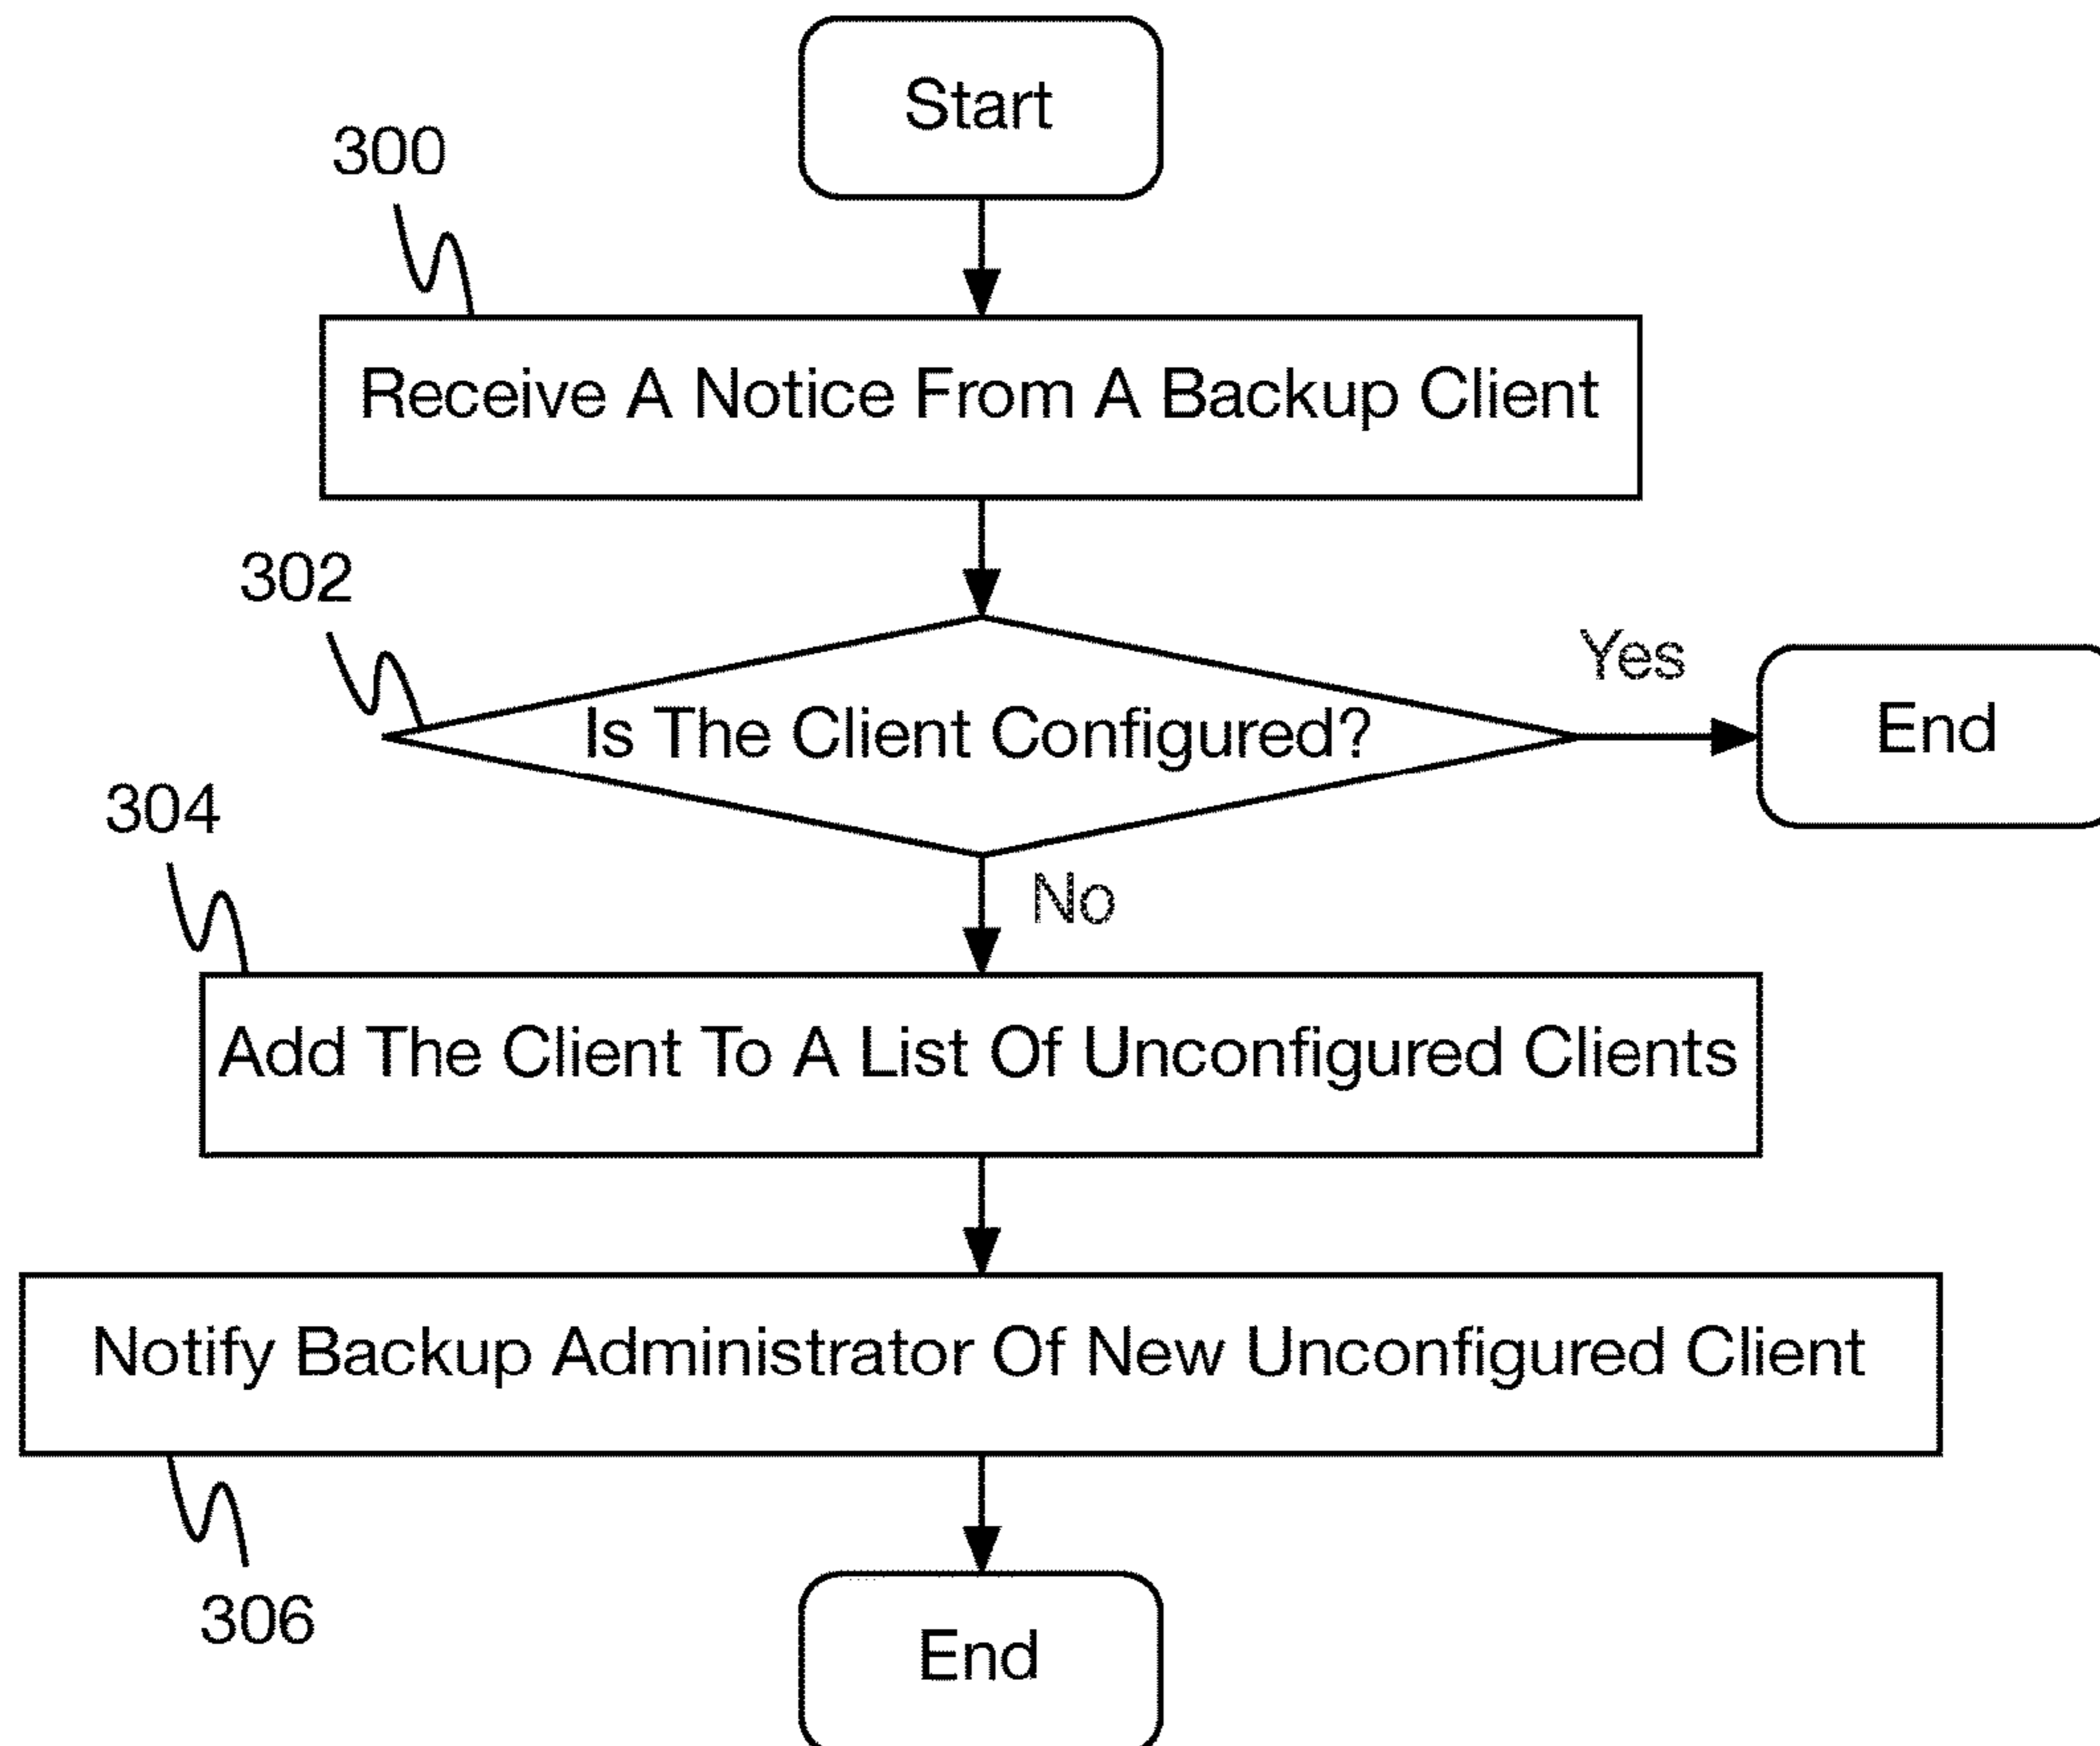 Start
300
Receive A Notice From A Backup Client
302
Is The Client Configured?
Yes
End
304
No
Add The Client To A List Of Unconfigured Clients
Notify Backup Administrator Of New Unconfigured Client
306
End